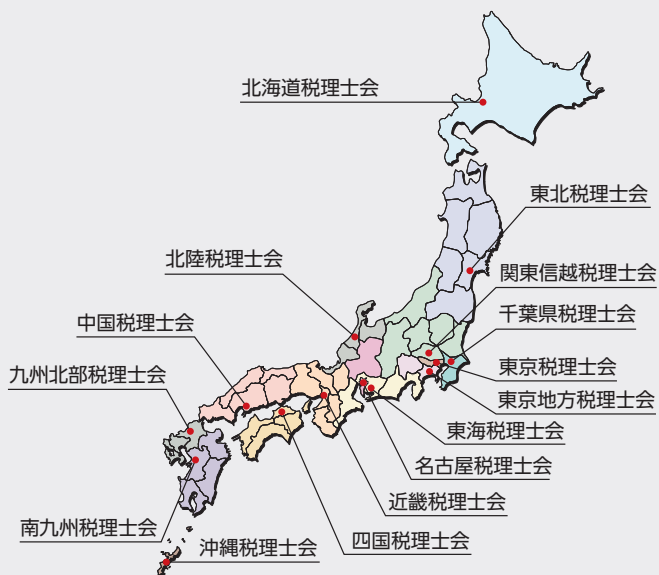 北海道税理士会
東北税理士会
北陸税理士会
関東信越税理士会
中国税理士会
千葉県税理士会
東京税理士会
九州北部税理士会
東京地方税理士会
東海税理士会
名古屋税理士会
近畿税理士会
南九州税理士会
沖縄税理士会
四国税理士会